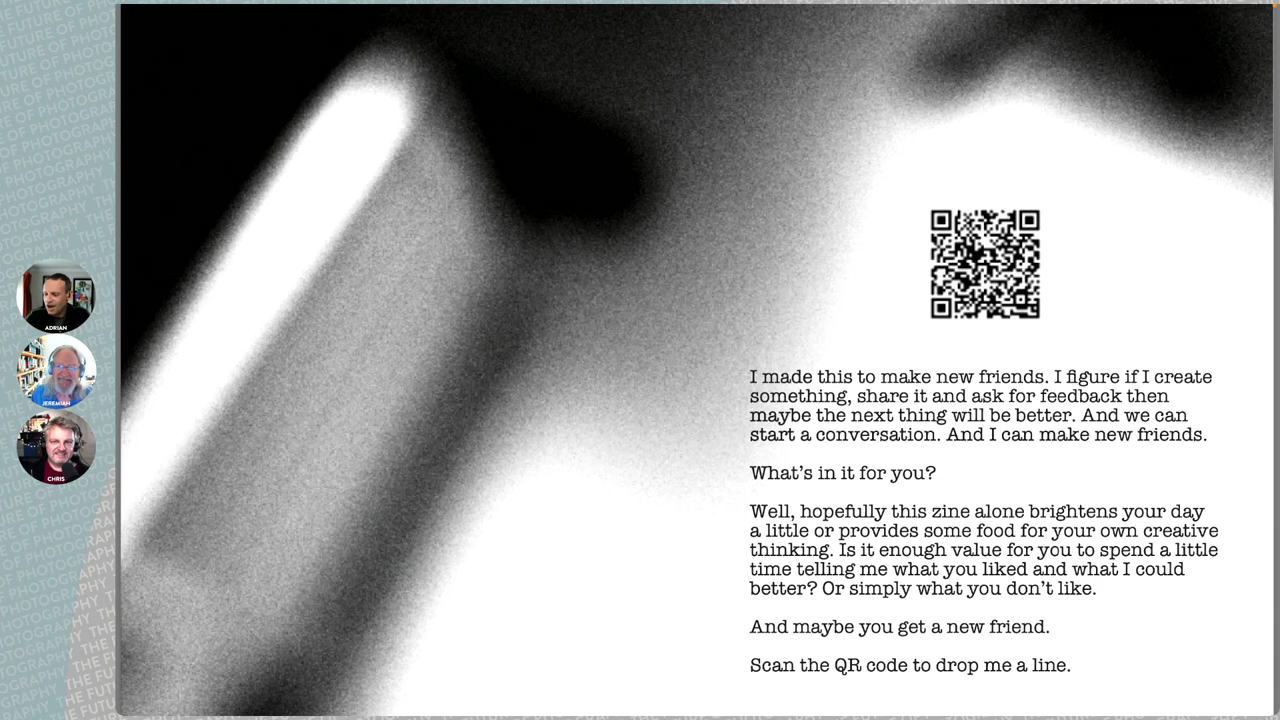 ADRIAN
JEREMIAH
CHRIS
I made this to make new friends. I figure if I create
something, share it and ask for feedback then
maybe the next thing will be better. And we can
start a conversation. And I can make new friends.
What's in it for you?
Well, hopefully this zine alone brightens your day
a little or provides some food for your own creative
thinking. Is it enough value for you to spend a little
time telling me what you liked and what I could
better? Or simply what you don't like.
And maybe you get a new friend.
Scan the QR code to drop me a line.